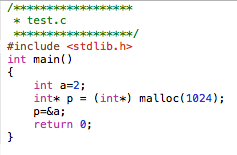 /******************
 * test.c
 ******************/
#include <stdlib.h>
int main()
{
    int a=2;
    int* p = (int*) malloc(1024);
    p=&a;
    return 0;
}